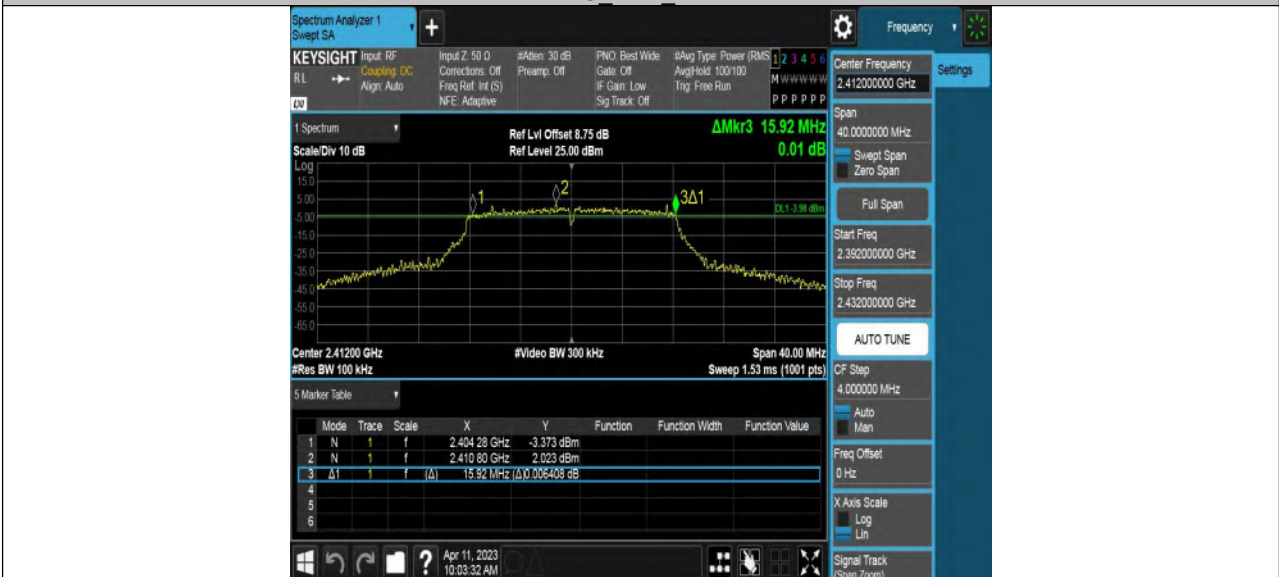 Spectrum Analyzer 1
Swept SA
+
Frequency
KEYSIGHT
RL
LXI
Input: RF
Coupling: DC
Align: Auto
Input Z: 50 Ω
Corrections: Off
Freq Ref: Int (S)
NFE: Adaptive
#Atten: 30 dB
Preamp: Off
PNO: Best Wide
Gate: Off
IF Gain: Low
Sig Track: Off
#Avg Type: Power (RMS
Avg|Hold: 100/100
Trig: Free Run
1 2 3 4 5 6
M W W W W W
P P P P P P
1 Spectrum
Scale/Div 10 dB
Log
Ref Lvl Offset 8.75 dB
Ref Level 25.00 dBm
ΔMkr3 15.92 MHz
0.01 dB
15.0
5.00
-5.00
-15.0
-25.0
-35.0
-45.0
-55.0
-65.0
1
2
3Δ1
DL1 -3.98 dBm
Center 2.41200 GHz
#Res BW 100 kHz
#Video BW 300 kHz
Span 40.00 MHz
Sweep 1.53 ms (1001 pts)
5 Marker Table
Mode Trace Scale X Y Function Function Width Function Value
1 N 1 f 2.404 28 GHz -3.373 dBm
2 N 1 f 2.410 80 GHz 2.023 dBm
3 Δ1 1 f (Δ) 15.92 MHz (Δ) 0.006408 dB
4
5
6
?
Apr 11, 2023
10:03:32 AM
Center Frequency
2.412000000 GHz
Settings
Span
40.0000000 MHz
Swept Span
Zero Span
Full Span
Start Freq
2.392000000 GHz
Stop Freq
2.432000000 GHz
AUTO TUNE
CF Step
4.000000 MHz
Auto
Man
Freq Offset
0 Hz
X Axis Scale
Log
Lin
Signal Track
(Span Zoom)